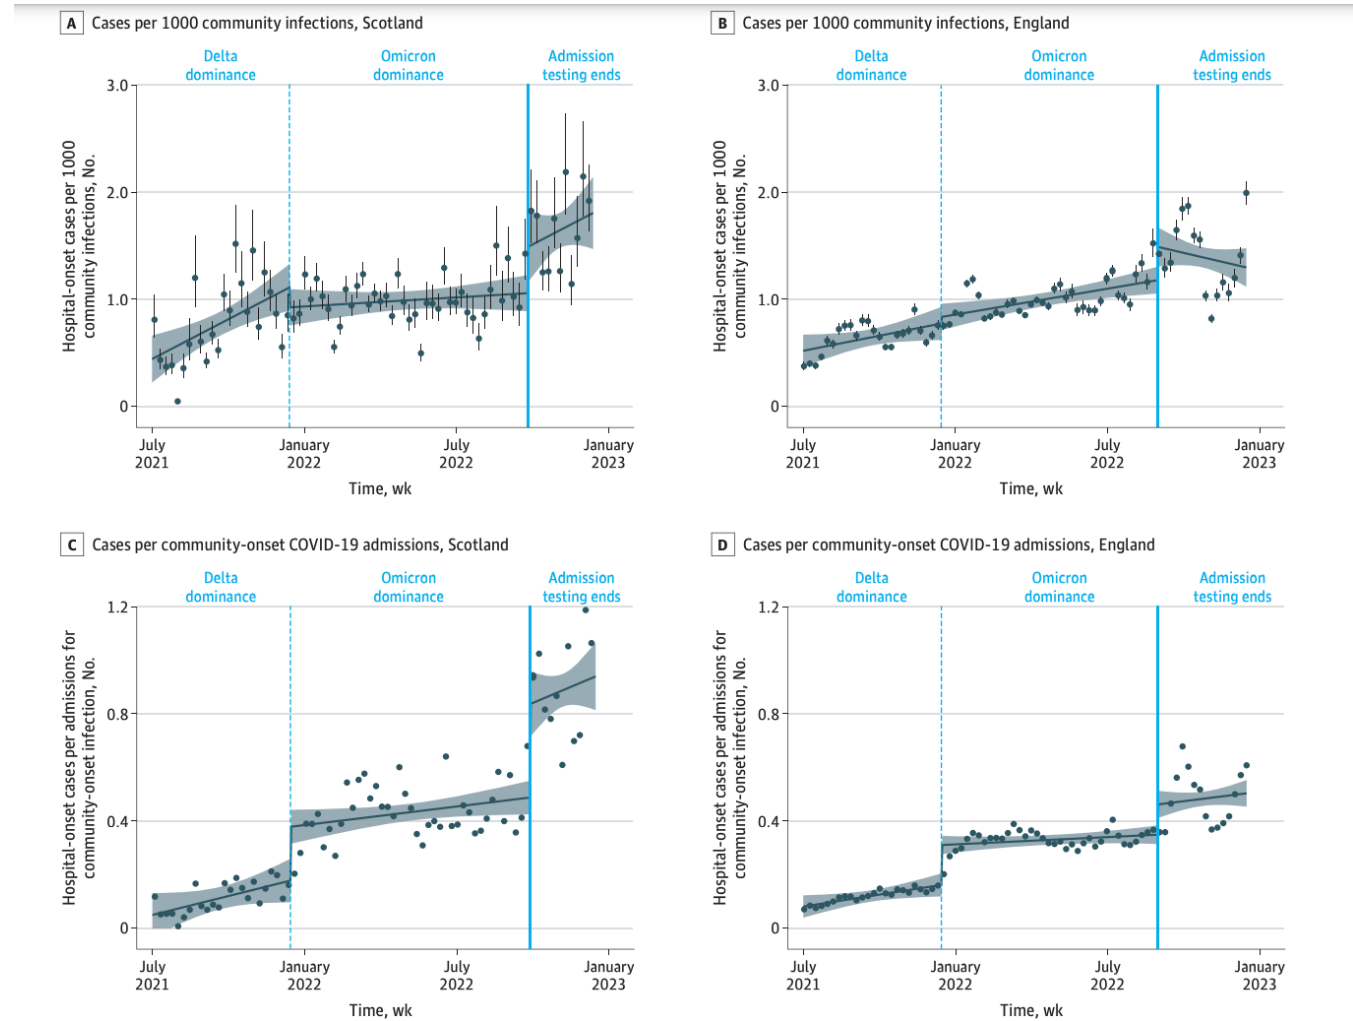 A Cases per 1000 community infections, Scotland
Delta
dominance
Omicron
dominance
Admission
testing ends
Hospital-onset cases per 1000
community infections, No.
3.0
2.0
1.0
0
July
2021
January
2022
July
2022
January
2023
Time, wk
B Cases per 1000 community infections, England
Delta
dominance
Omicron
dominance
Admission
testing ends
Hospital-onset cases per 1000
community infections, No.
3.0
2.0
1.0
0
July
2021
January
2022
July
2022
January
2023
Time, wk
C Cases per community-onset COVID-19 admissions, Scotland
Delta
dominance
Omicron
dominance
Admission
testing ends
Hospital-onset cases per admissions for
community-onset infection, No.
1.2
0.8
0.4
0
July
2021
January
2022
July
2022
January
2023
Time, wk
D Cases per community-onset COVID-19 admissions, England
Delta
dominance
Omicron
dominance
Admission
testing ends
Hospital-onset cases per admissions for
community-onset infection, No.
1.2
0.8
0.4
0
July
2021
January
2022
July
2022
January
2023
Time, wk